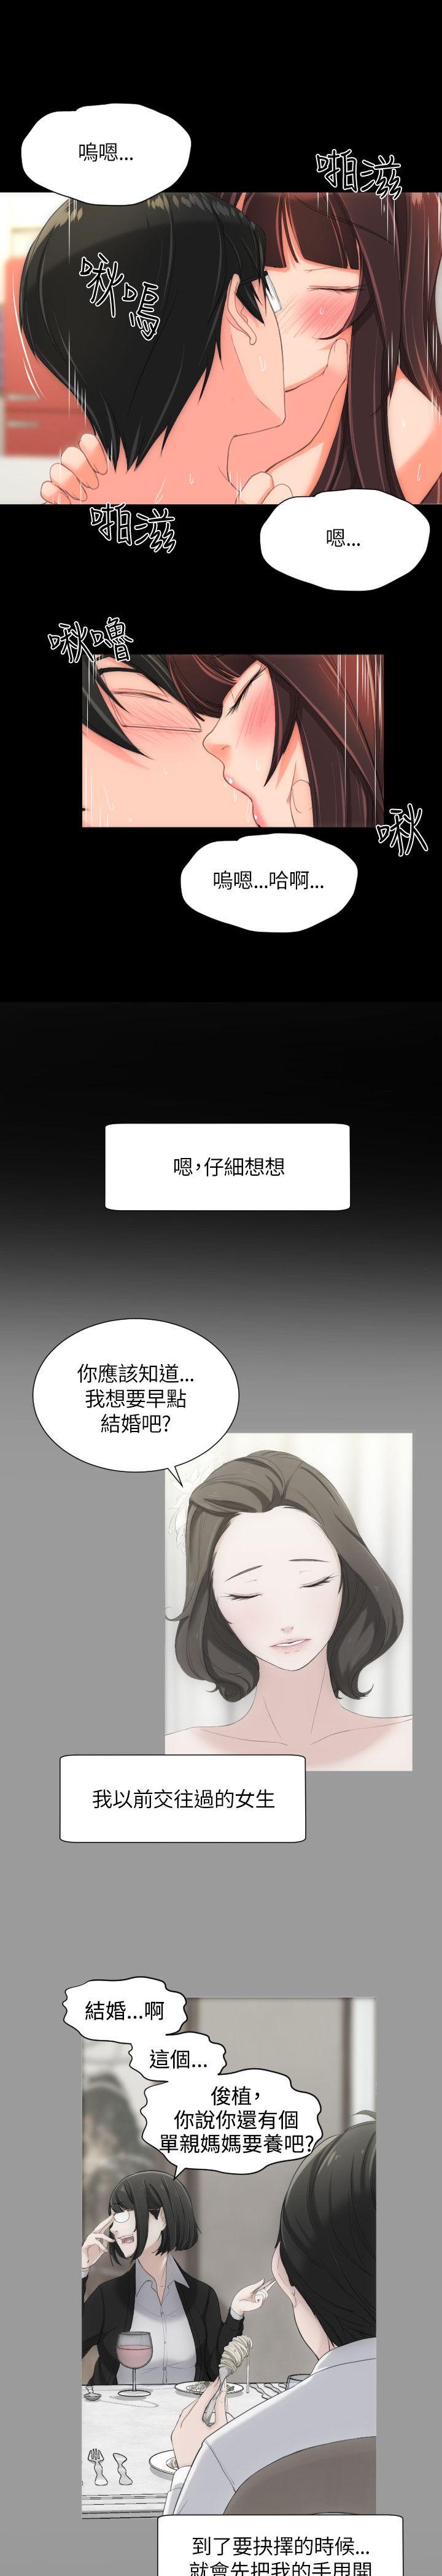 嗚嗯...
啪滋
啾嗚
啪滋
嗯...
啾嚕
啾
嗚嗯...哈啊...
嗯，仔細想想
你應該知道...
我想要早點
結婚吧?
我以前交往過的女生
結婚...啊
這個...
俊植，
你說你還有個
單親媽媽要養吧?
到了要抉擇的時候...
就會先把我的手甩開